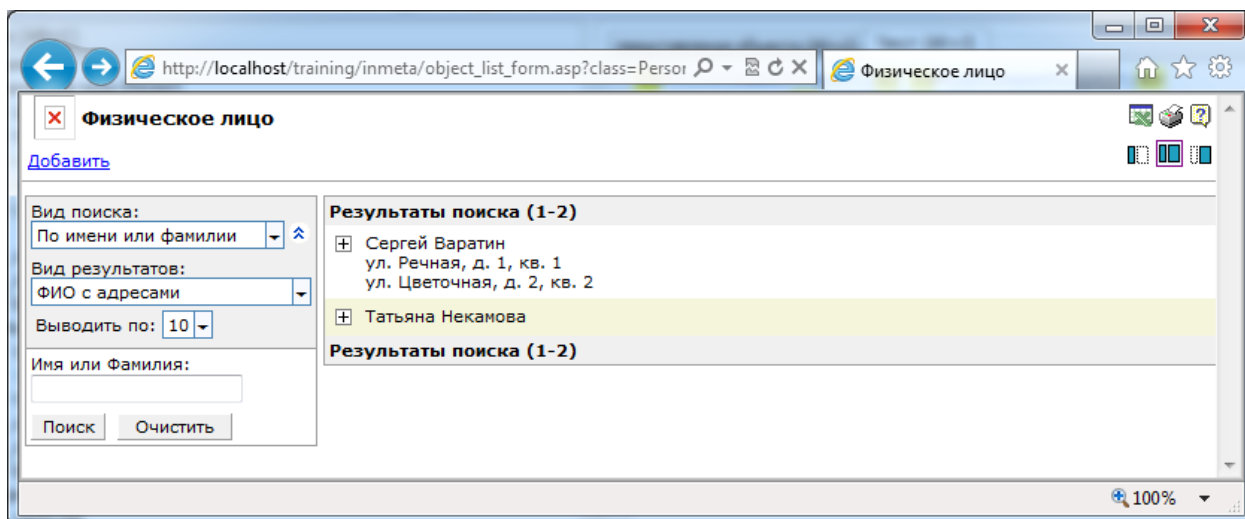 http://localhost/training/inmeta/object_list_form.asp?class=Persor
Физическое лицо
Физическое лицо
Добавить
Вид поиска:
По имени или фамилии
Вид результатов:
ФИО с адресами
Выводить по: 10
Имя или Фамилия:
Поиск Очистить
Результаты поиска (1-2)
Сергей Варатин
ул. Речная, д. 1, кв. 1
ул. Цветочная, д. 2, кв. 2
Татьяна Некамова
Результаты поиска (1-2)
100%